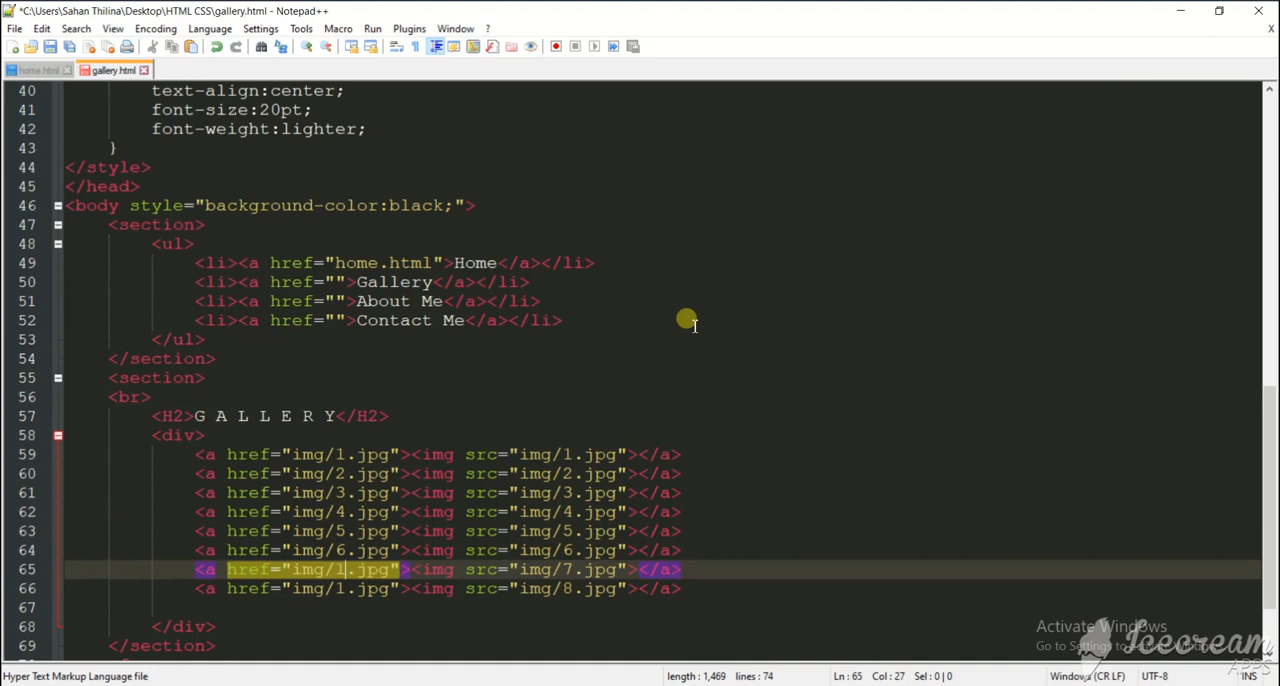 *C:\Users\Sahan Thilina\Desktop\HTML CSS\gallery.html - Notepad++
File Edit Search View Encoding Language Settings Tools Macro Run Plugins Window ? X
home.html gallery.html
40 text-align:center;
41 font-size:20pt;
42 font-weight:lighter;
43 }
44 </style>
45 </head>
46 <body style="background-color:black;">
47 <section>
48 <ul>
49 <li><a href="home.html">Home</a></li>
50 <li><a href="">Gallery</a></li>
51 <li><a href="">About Me</a></li>
52 <li><a href="">Contact Me</a></li>
53 </ul>
54 </section>
55 <section>
56 <br>
57 <H2>G A L L E R Y</H2>
58 <div>
59 <a href="img/1.jpg"><img src="img/1.jpg"></a>
60 <a href="img/2.jpg"><img src="img/2.jpg"></a>
61 <a href="img/3.jpg"><img src="img/3.jpg"></a>
62 <a href="img/4.jpg"><img src="img/4.jpg"></a>
63 <a href="img/5.jpg"><img src="img/5.jpg"></a>
64 <a href="img/6.jpg"><img src="img/6.jpg"></a>
65 <a href="img/1.jpg"><img src="img/7.jpg"></a>
66 <a href="img/1.jpg"><img src="img/8.jpg"></a>
67
68 </div>
69 </section>
Activate Windows
Go to Settings to activate Windows.
Icecream
APPS
Hyper Text Markup Language file length : 1,469 lines : 74 Ln : 65 Col : 27 Sel : 0 | 0 Windows (CR LF) UTF-8 INS